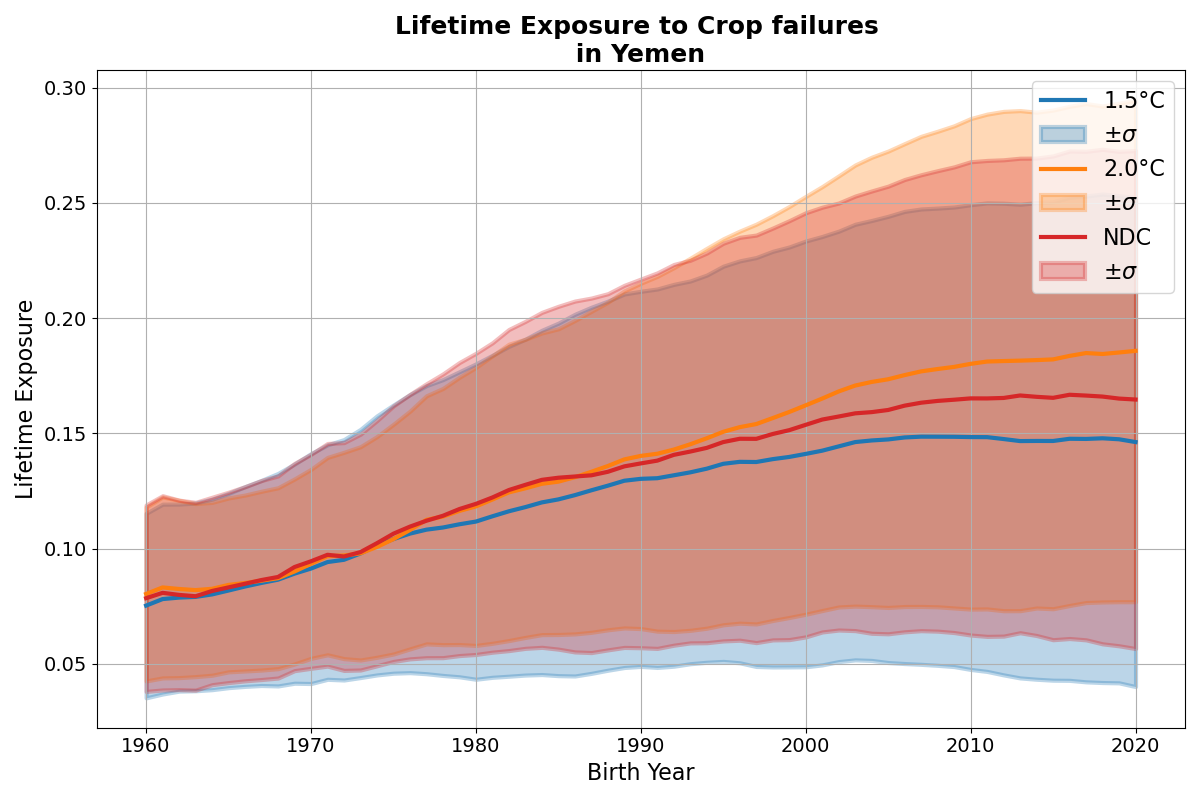 Lifetime Exposure to Crop failures
in Yemen
0.30
0.25
0.20
0.15
0.10
0.05
Lifetime Exposure
1960
1970
1980
1990
2000
2010
2020
Birth Year
1.5°C
±σ
2.0°C
±σ
NDC
±σ